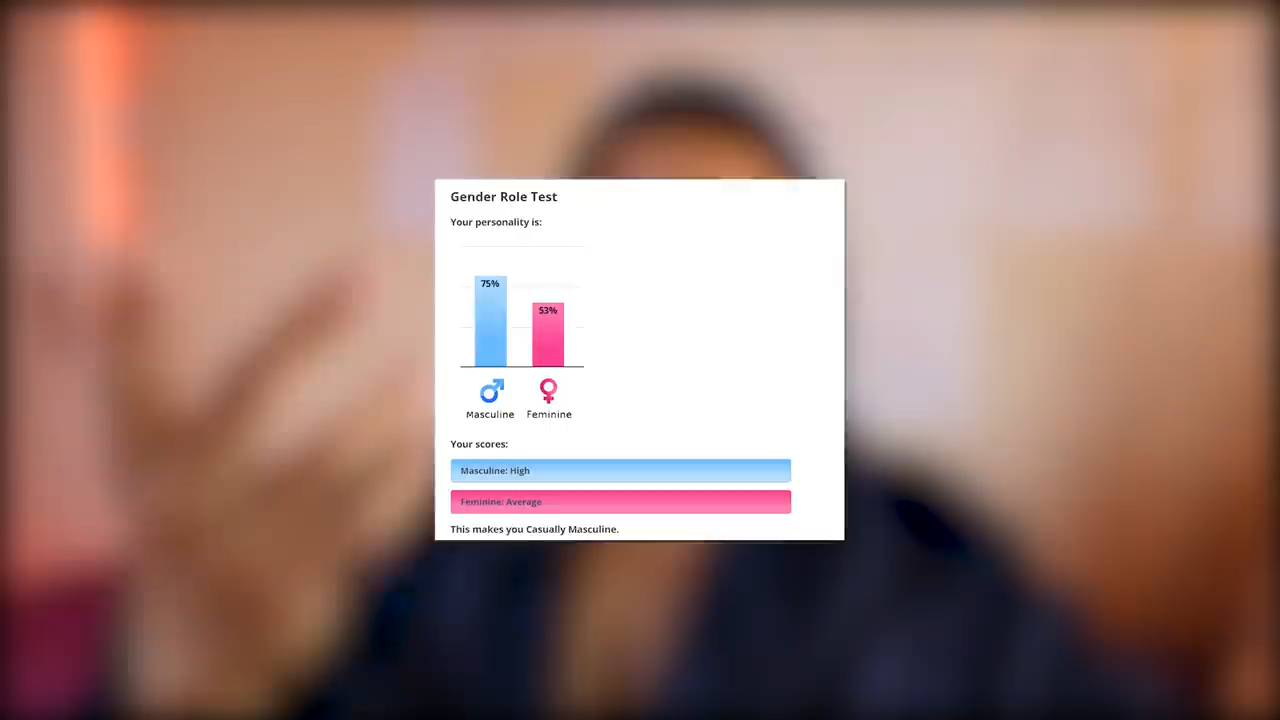 Gender Role Test
Your personality is:
75%
53%
Masculine
Feminine
Your scores:
Masculine: High
Feminine: Average
This makes you Casually Masculine.